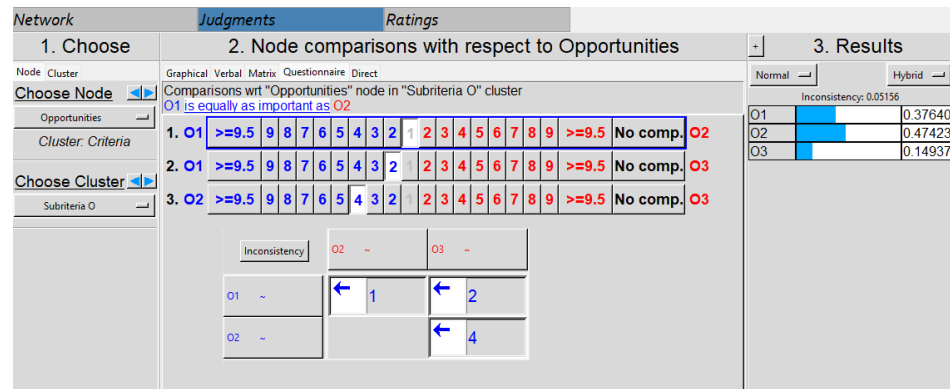 Network Judgments Ratings
1. Choose
2. Node comparisons with respect to Opportunities
+ 3. Results
Node Cluster
Graphical Verbal Matrix Questionnaire Direct
Normal Hybrid
Choose Node
Comparisons wrt "Opportunities" node in "Subriteria O" cluster
O1 is equally as important as O2
Inconsistency: 0.05156
Opportunities
Cluster: Criteria
O1 0.37640
O2 0.47423
O3 0.14937
1. O1 >=9.5 9 8 7 6 5 4 3 2 1 2 3 4 5 6 7 8 9 >=9.5 No comp. O2
2. O1 >=9.5 9 8 7 6 5 4 3 2 1 2 3 4 5 6 7 8 9 >=9.5 No comp. O3
Choose Cluster
3. O2 >=9.5 9 8 7 6 5 4 3 2 1 2 3 4 5 6 7 8 9 >=9.5 No comp. O3
Subriteria O
Inconsistency O2 ~ O3 ~
O1 ~ ← 1 ← 2
O2 ~ ← 4